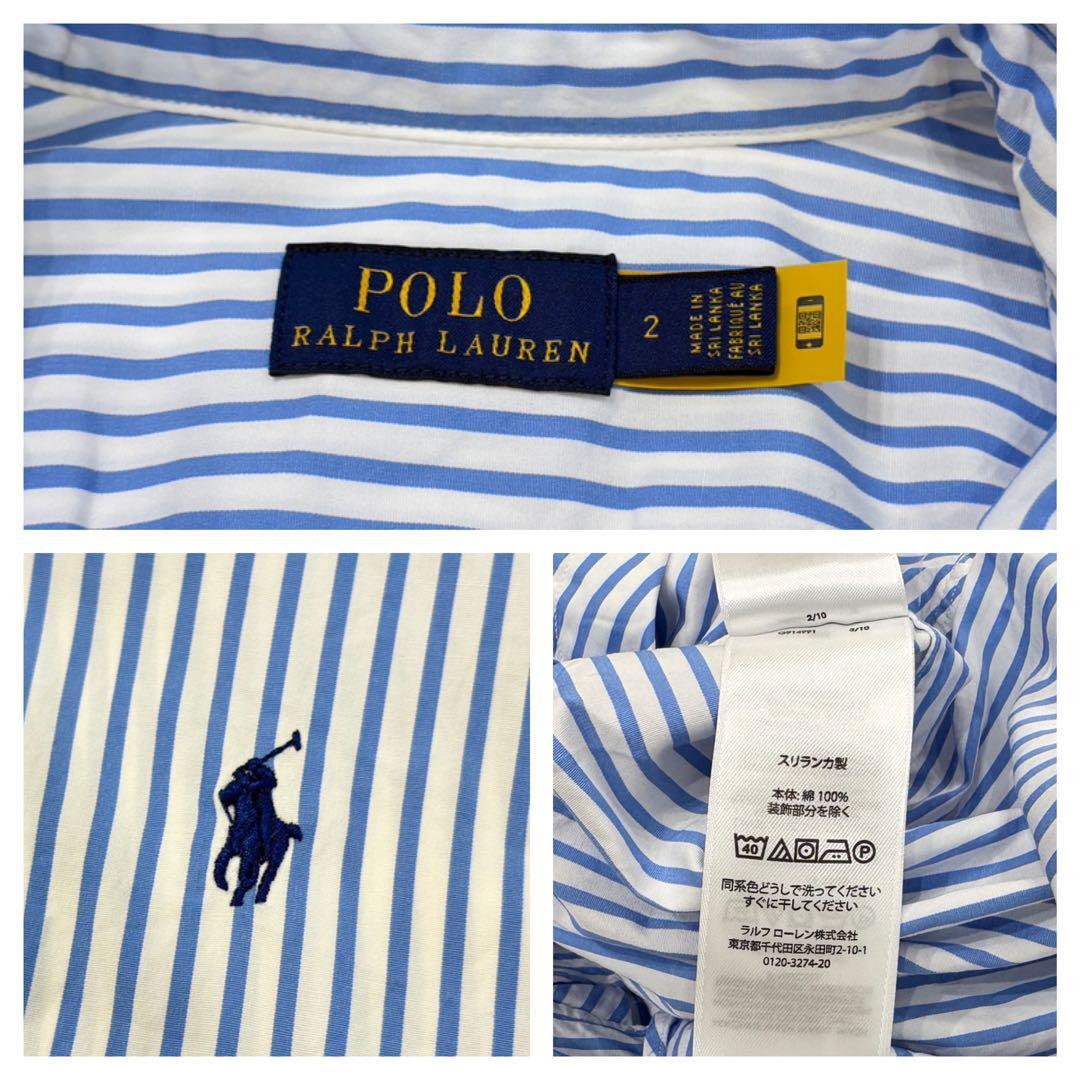 POLO
RALPH LAUREN
2
MADE IN
SRI LANKA
FABRIQUÉ AU
SRI LANKA
2/10
3/10
スリランカ製
本体: 綿 100%
装飾部分を除く
40
P
同系色どうしで洗ってください
すぐに干してください
ラルフ ローレン株式会社
東京都千代田区永田町2-10-1
0120-3274-20